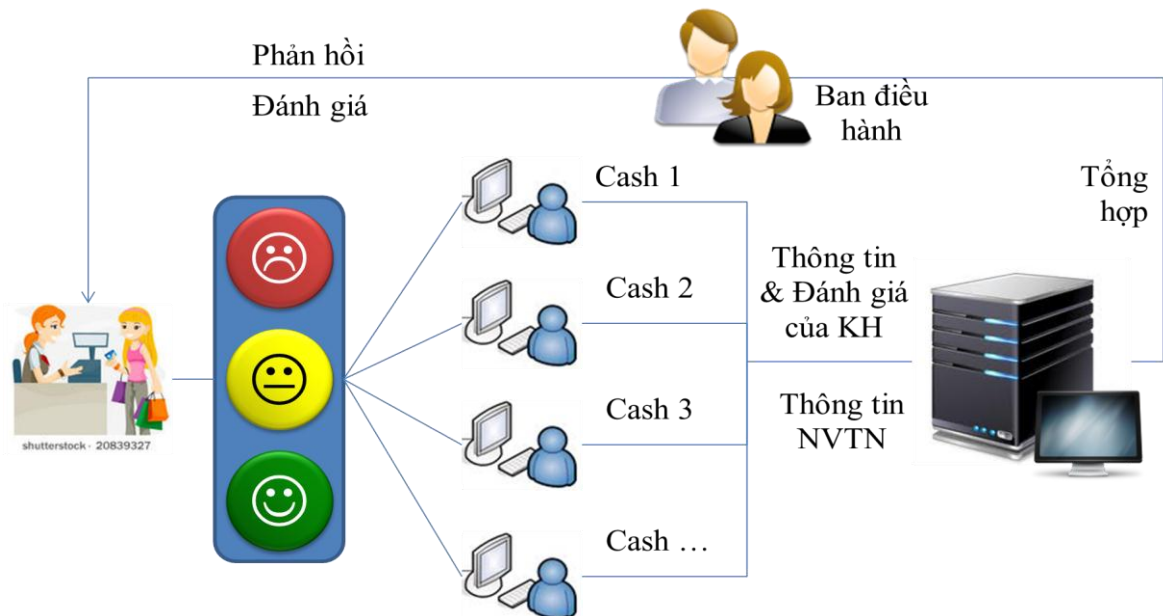 Phản hồi
Đánh giá
Ban điều
hành
Cash 1
Tổng
hợp
Cash 2
Thông tin
& Đánh giá
của KH
Cash 3
Thông tin
NVTN
shutterstock · 20839327
Cash …